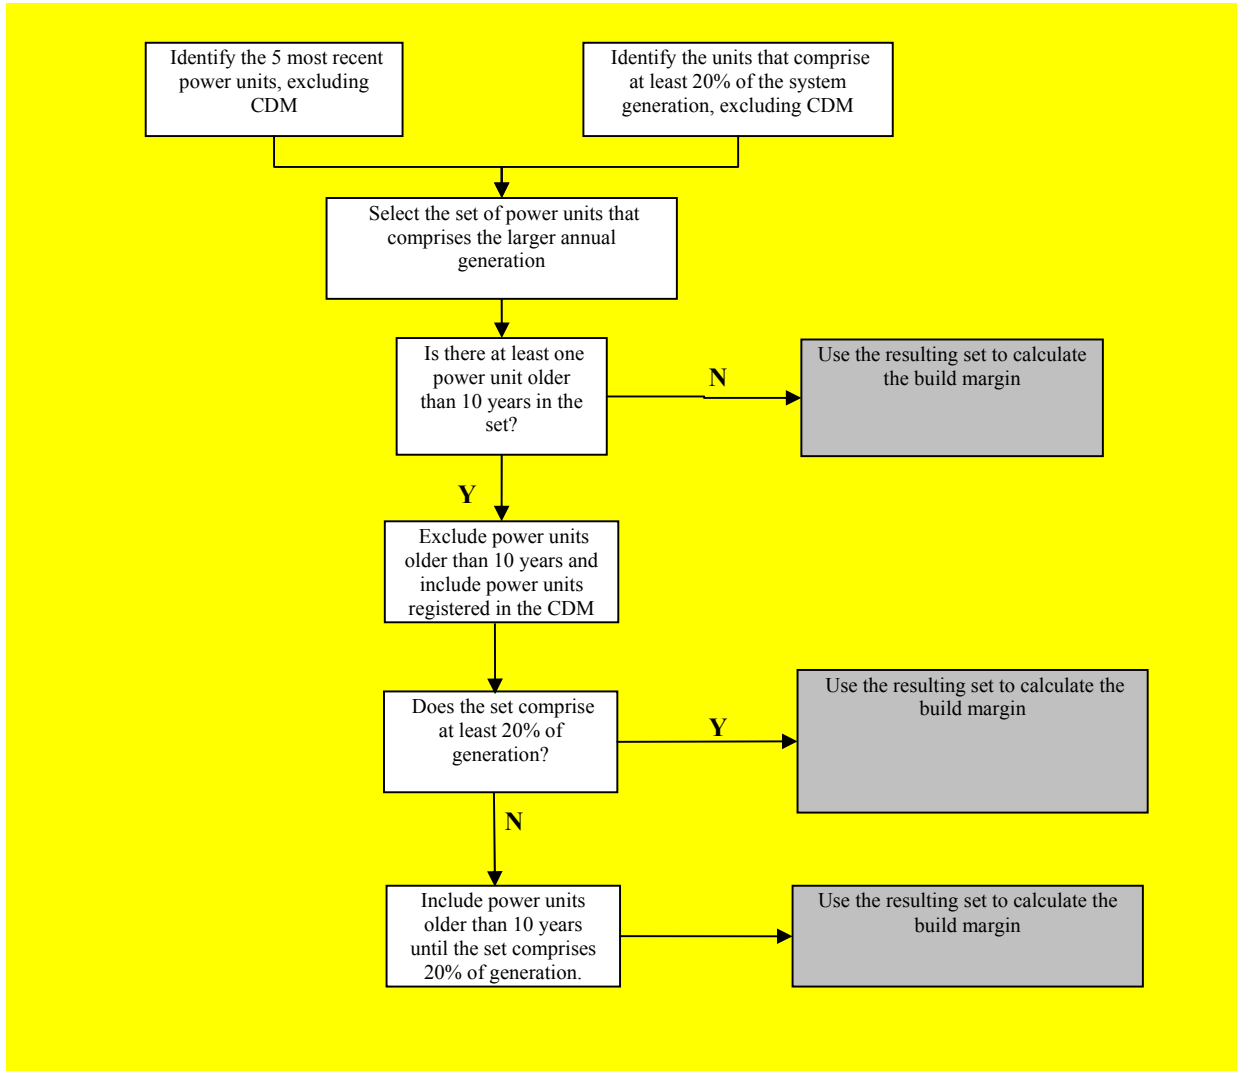 Identify the 5 most recent
power units, excluding
CDM
Identify the units that comprise
at least 20% of the system
generation, excluding CDM
Select the set of power units that
comprises the larger annual
generation
Is there at least one
power unit older
than 10 years in the
set?
N
Use the resulting set to calculate
the build margin
Y
Exclude power units
older than 10 years and
include power units
registered in the CDM
Does the set comprise
at least 20% of
generation?
Y
Use the resulting set to calculate the
build margin
N
Include power units
older than 10 years
until the set comprises
20% of generation.
Use the resulting set to calculate the
build margin